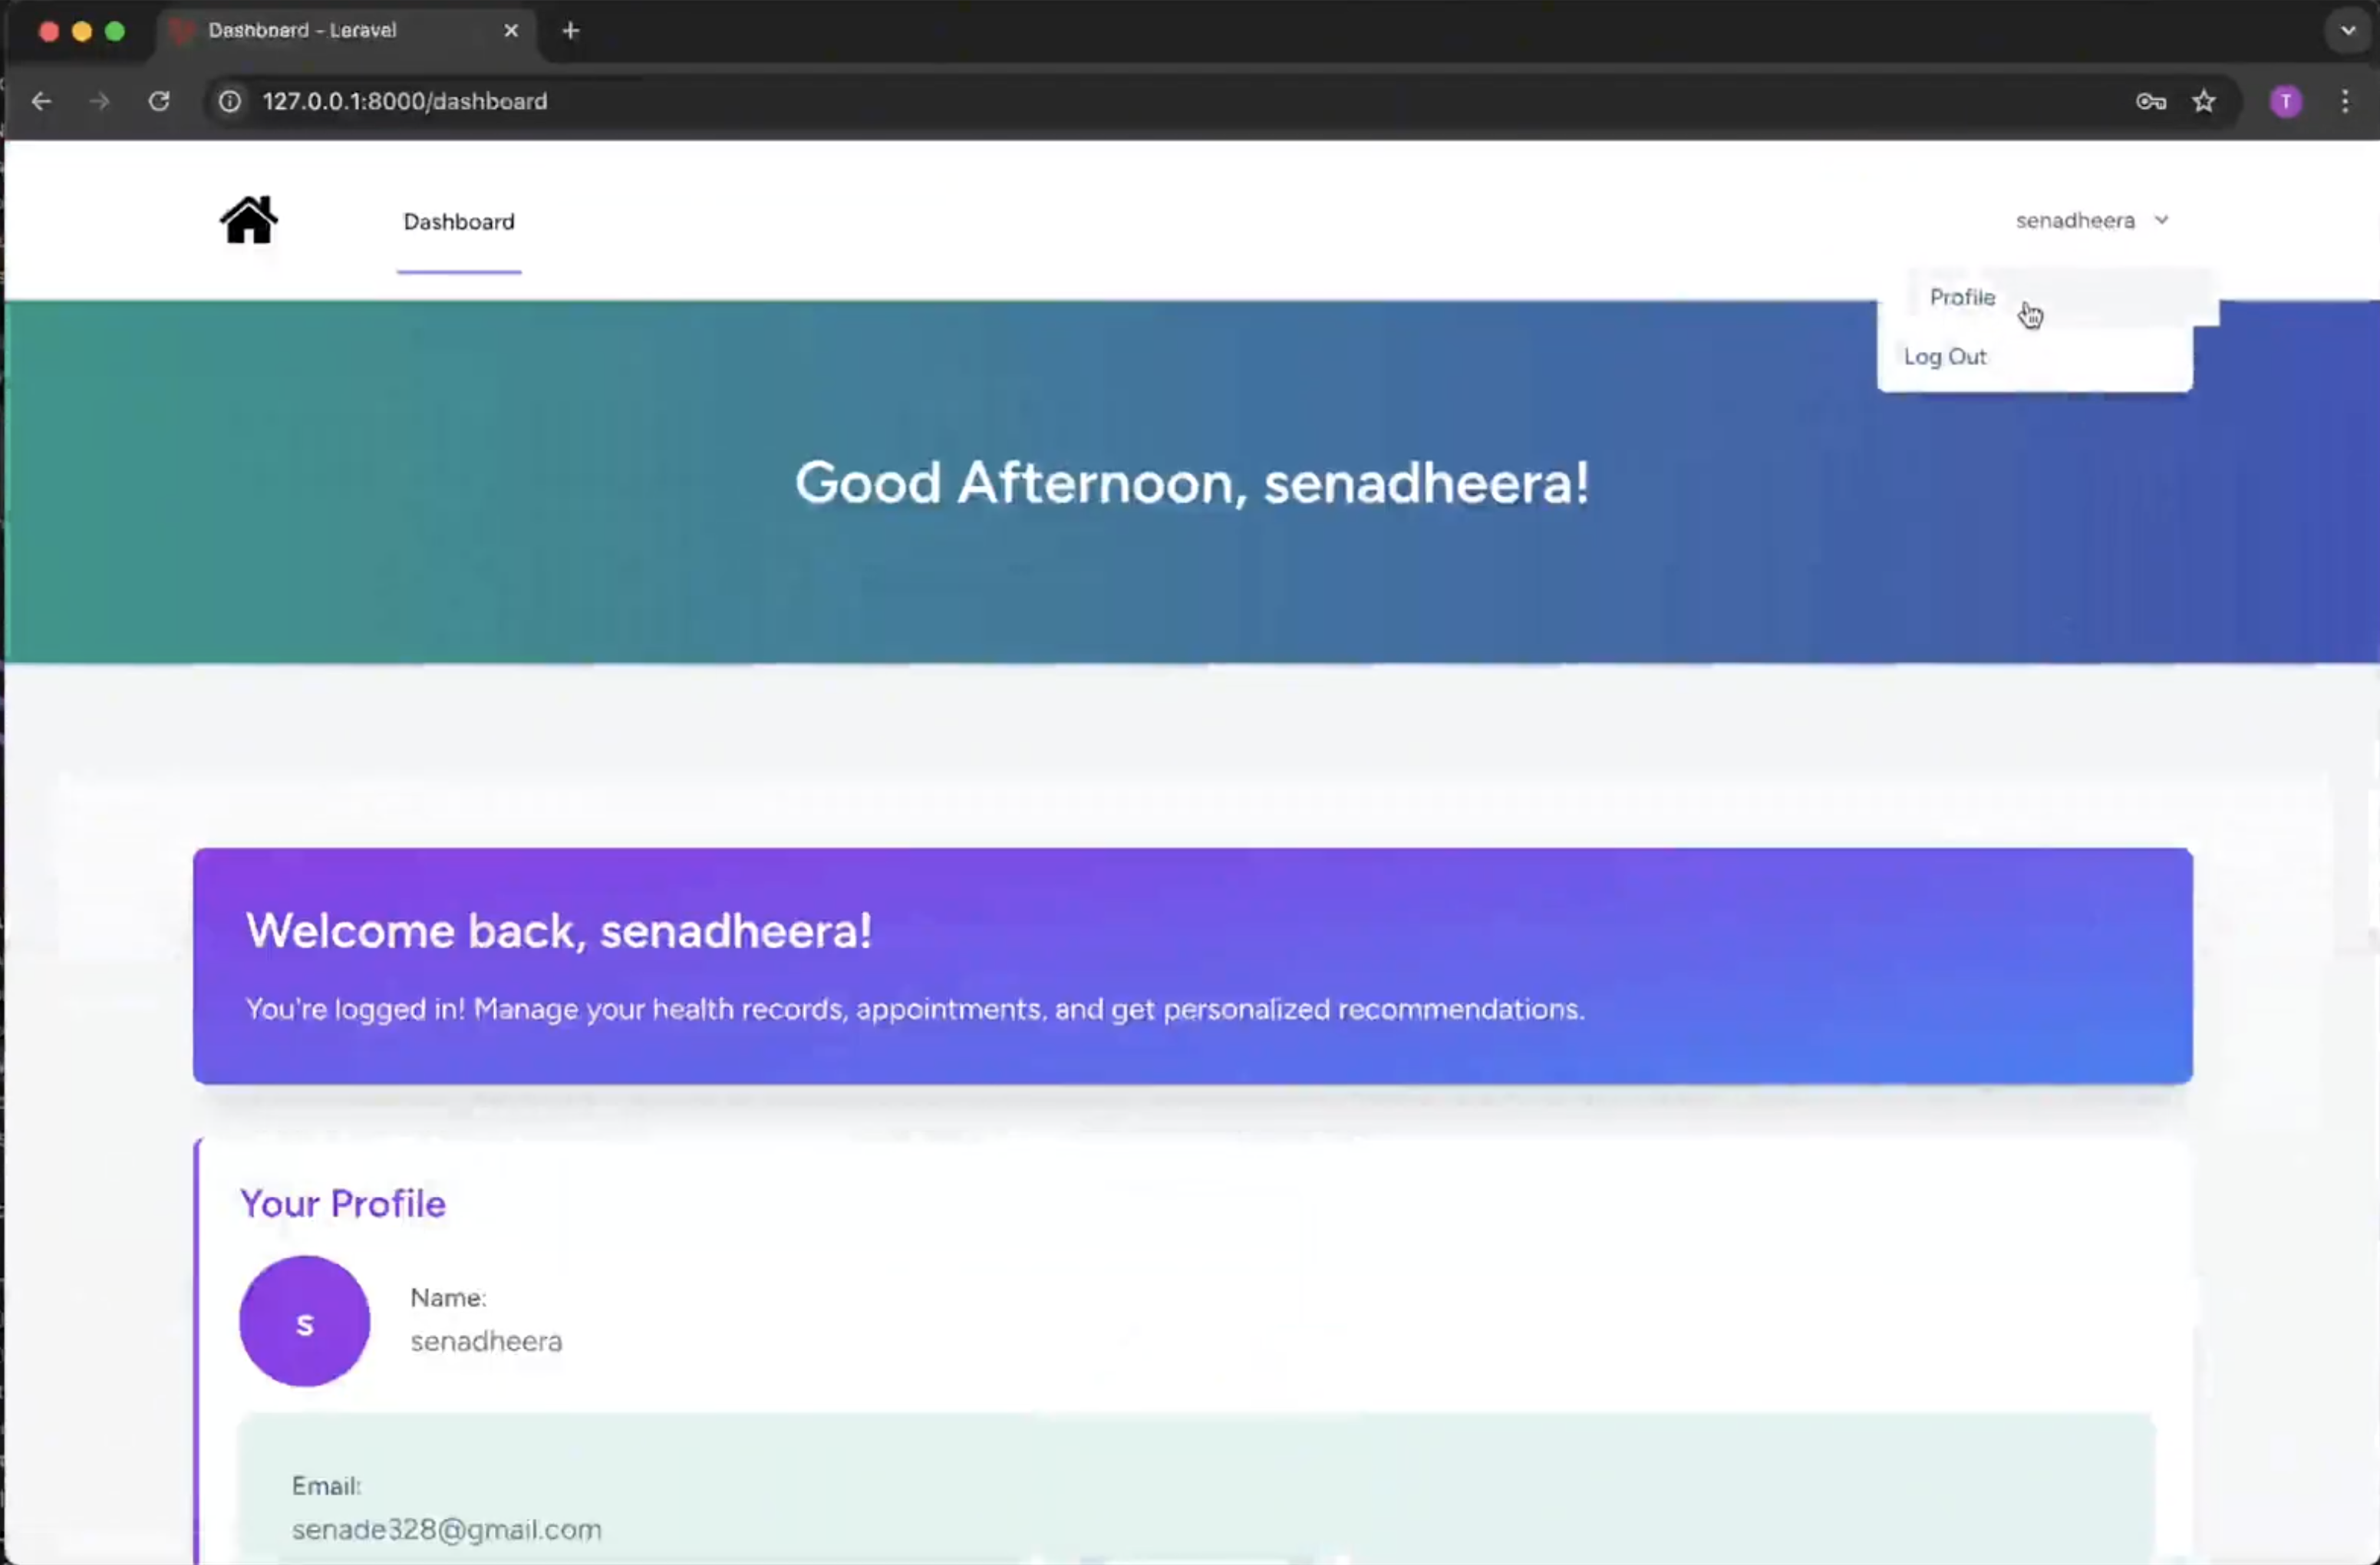 Dashboard - Laravel
127.0.0.1:8000/dashboard
T
Dashboard
senadheera
Profile
Log Out
Good Afternoon, senadheera!
Welcome back, senadheera!
You're logged in! Manage your health records, appointments, and get personalized recommendations.
Your Profile
s
Name:
senadheera
Email:
senade328@gmail.com